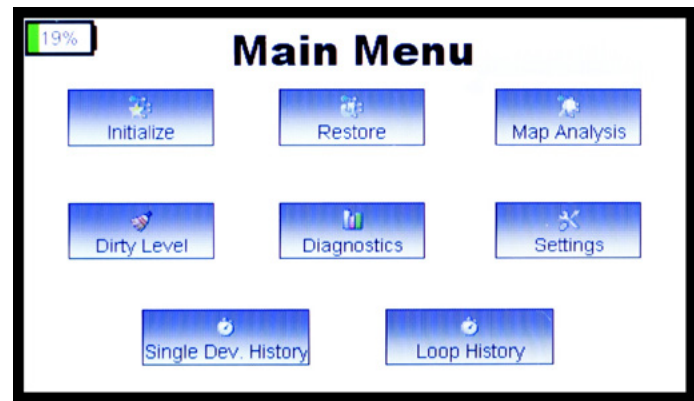 19%
Main Menu
Initialize
Restore
Map Analysis
Dirty Level
Diagnostics
Settings
Single Dev. History
Loop History